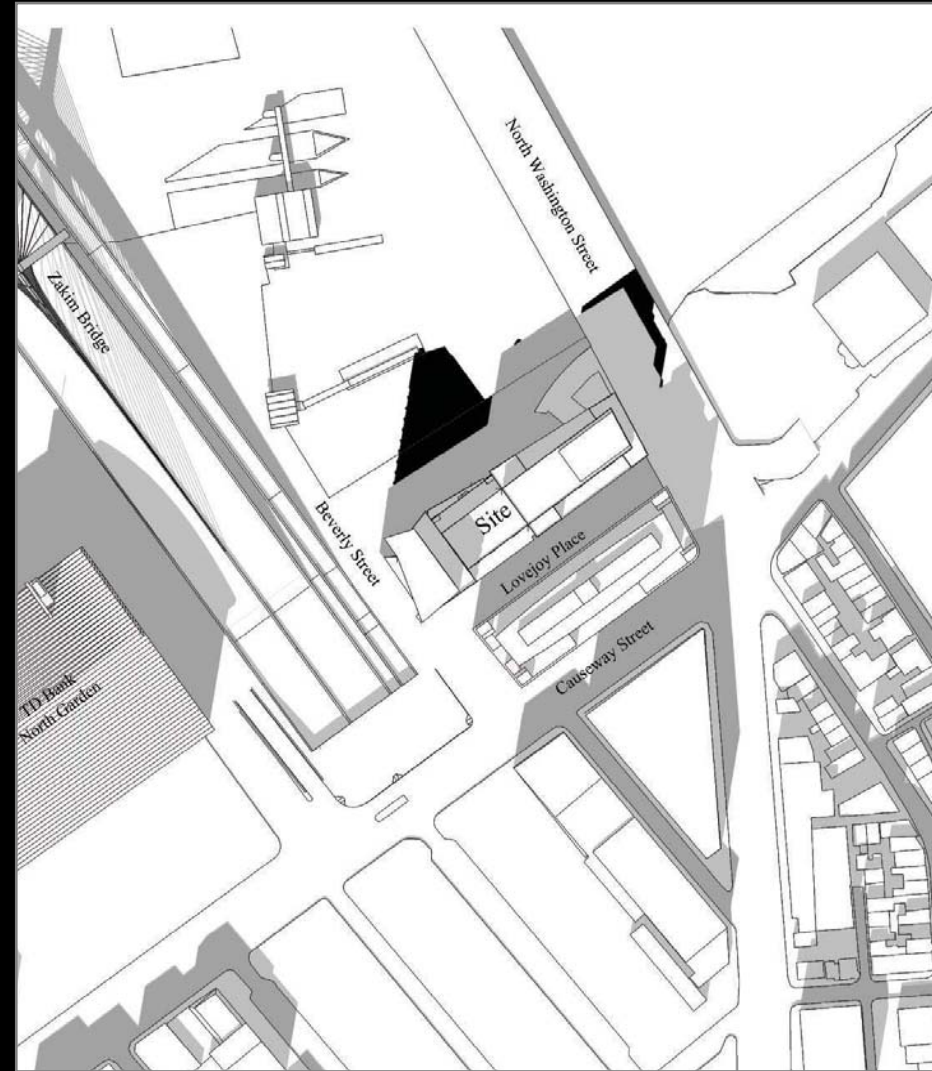 North Washington Street
Zakim Bridge
Beverly Street
Site
Lovejoy Place
Causeway Street
TD Bank
North Garden